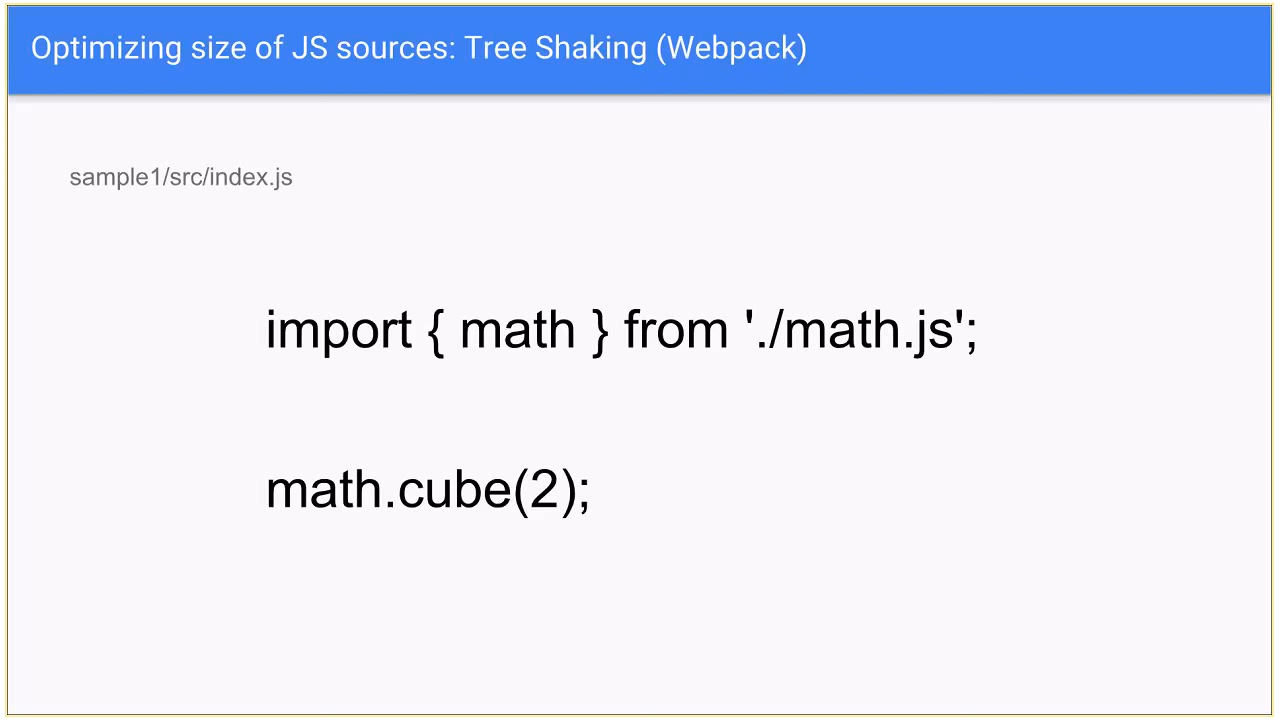 Optimizing size of JS sources: Tree Shaking (Webpack)
sample1/src/index.js
import { math } from './math.js';
math.cube(2);